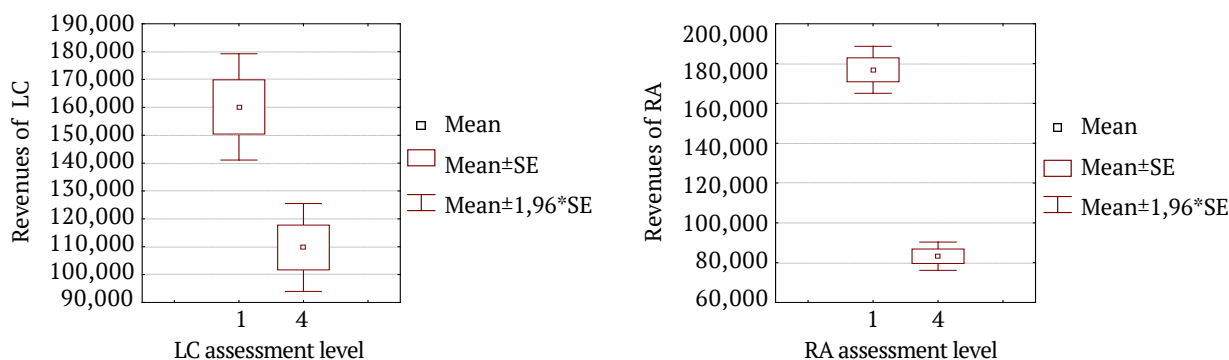 190,000
180,000
170,000
160,000
150,000
140,000
130,000
120,000
110,000
100,000
90,000
Revenues of LC
1 4
LC assessment level
Mean
Mean±SE
Mean±1,96*SE
200,000
180,000
160,000
140,000
120,000
100,000
80,000
60,000
Revenues of RA
1 4
RA assessment level
Mean
Mean±SE
Mean±1,96*SE